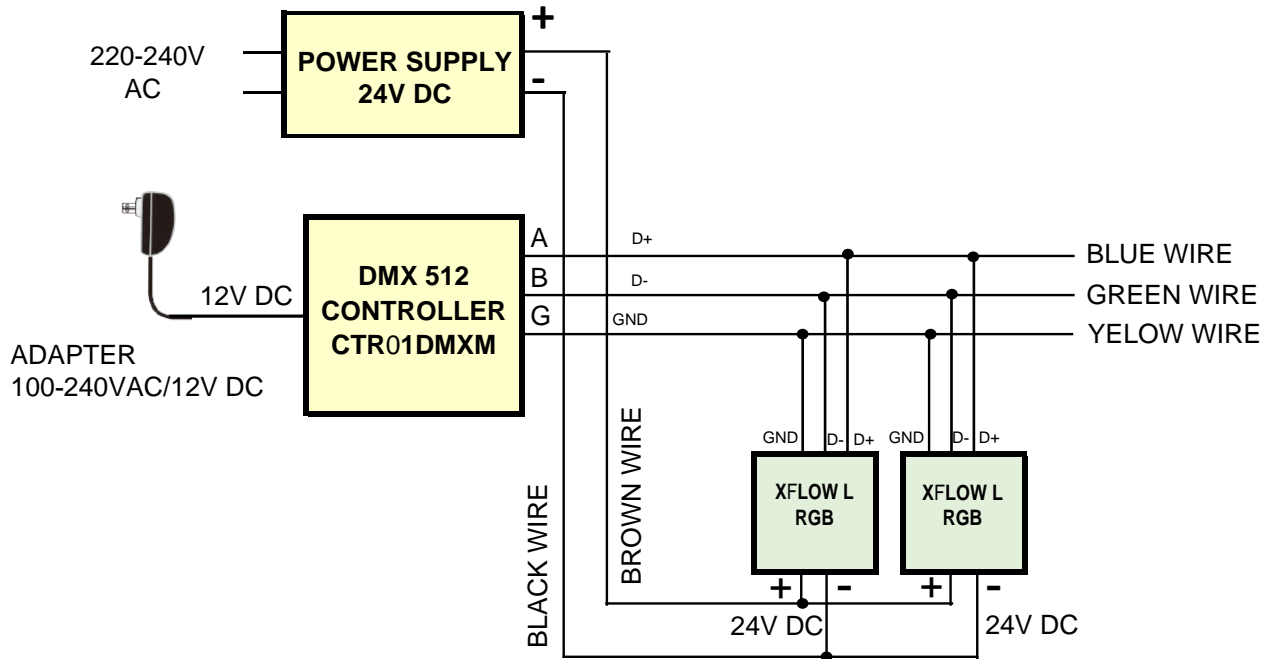 220-240V
AC
POWER SUPPLY
24V DC
+
-
ADAPTER
100-240VAC/12V DC
12V DC
DMX 512
CONTROLLER
CTR01DMXM
A
B
G
D+
D-
GND
BLUE WIRE
GREEN WIRE
YELOW WIRE
BLACK WIRE
BROWN WIRE
GND
D-
D+
GND
D-
D+
XFLOW L
RGB
XFLOW L
RGB
+
-
+
-
24V DC
24V DC